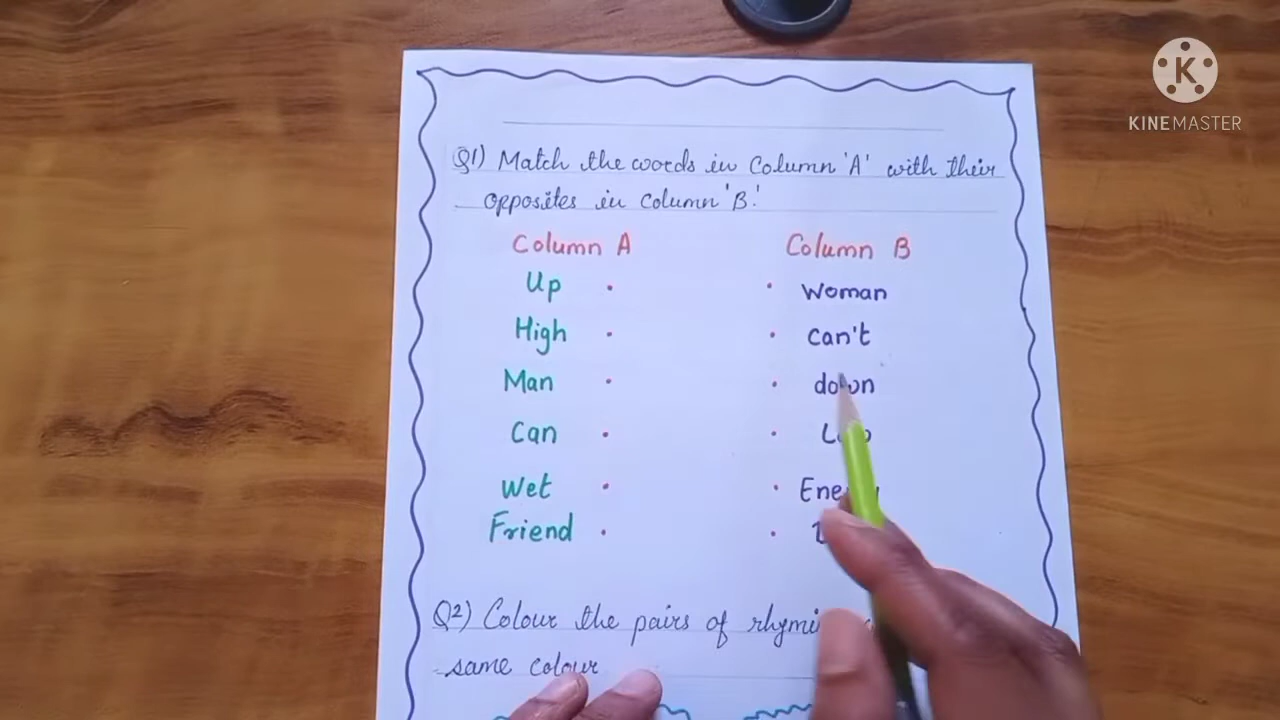 KINEMASTER
Q1) Match the words in Column 'A' with their
opposites in Column 'B'.
Column A Column B
Up • • Woman
High • • can't
Man • • down
Can •
Wet •
Friend •
Q2) Colour the pairs of
same colour